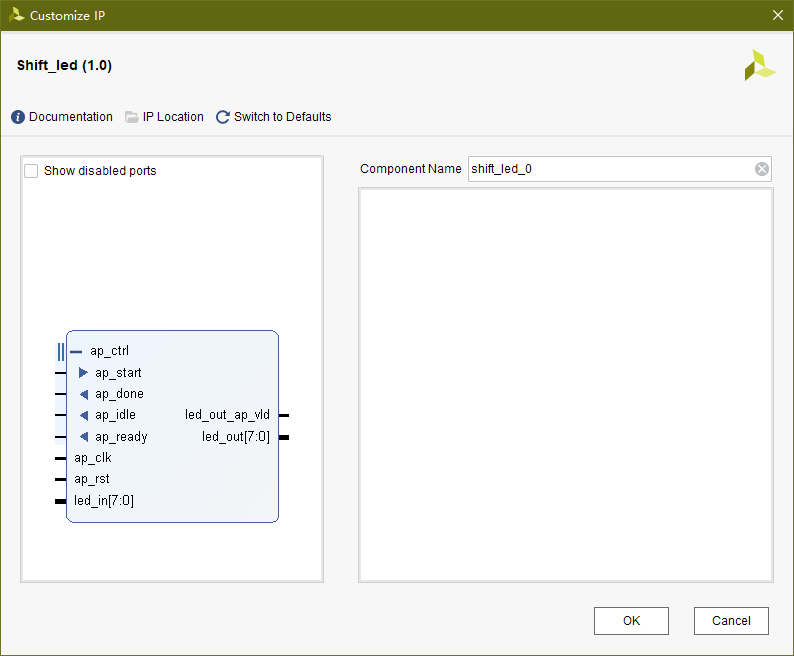 Customize IP
Shift_led (1.0)
Documentation IP Location Switch to Defaults
Show disabled ports
Component Name shift_led_0
ap_ctrl
ap_start
ap_done
ap_idle led_out_ap_vld
ap_ready led_out[7:0]
ap_clk
ap_rst
led_in[7:0]
OK Cancel